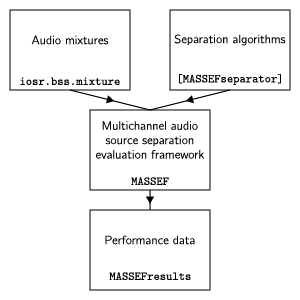 Audio mixtures
iosr.bss.mixture
Separation algorithms
[MASSEFseparator]
Multichannel audio
source separation
evaluation framework
MASSEF
Performance data
MASSEFresults